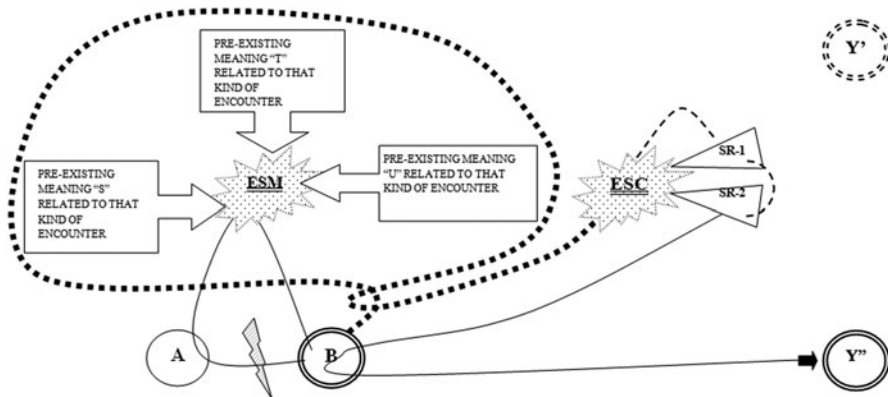 PRE-EXISTING
MEANING “T”
RELATED TO THAT
KIND OF
ENCOUNTER
Y’
PRE-EXISTING
MEANING “S”
RELATED TO THAT
KIND OF
ENCOUNTER
ESM
PRE-EXISTING MEANING
“U” RELATED TO THAT
KIND OF ENCOUNTER
ESC
SR-1
SR-2
A
B
Y”